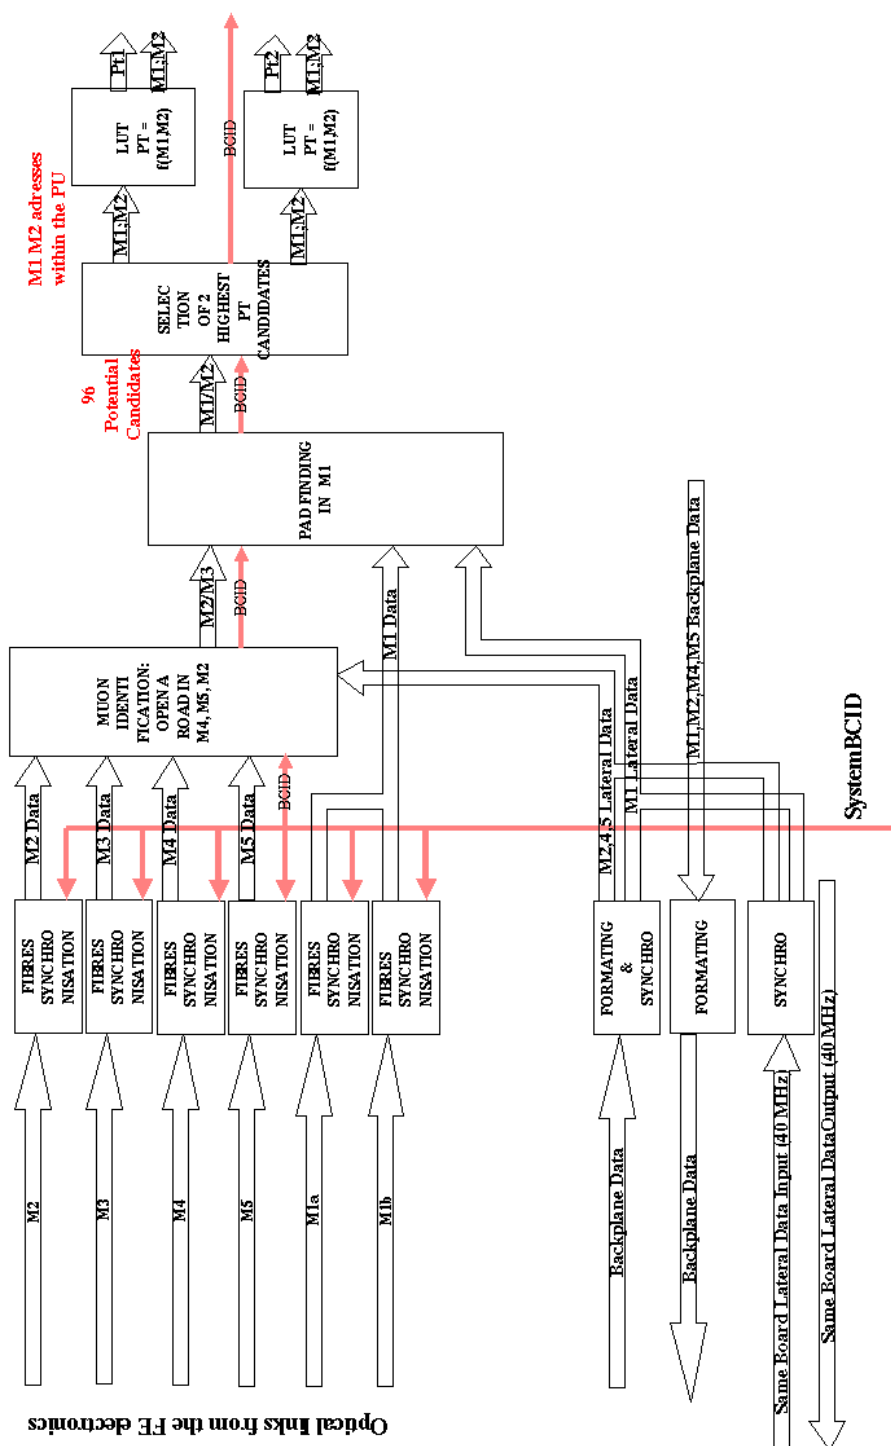 Optical links from the FE electronics
M2
M3
M4
M5
M1a
M1b
Backplane Data
Backplane Data
Same Board Lateral Data Input (40 MHz)
Same Board Lateral DataOutput (40 MHz)
FIBRES
SYNCHRO
NISATION
FIBRES
SYNCHRO
NISATION
FIBRES
SYNCHRO
NISATION
FIBRES
SYNCHRO
NISATION
FIBRES
SYNCHRO
NISATION
FIBRES
SYNCHRO
NISATION
FORMATING
&
SYNCHRO
FORMATING
SYNCHRO
M2 Data
M3 Data
M4 Data
M5 Data
BCID
M1 Data
M2,4,5 Lateral Data
M1 Lateral Data
M1,M2,M4,M5 Backplane Data
SystemBCID
MUON
IDENTI
FICATION:
OPEN A
ROAD IN
M4, M5, M2
M2/M3
BCID
PAD FINDING
IN M1
M1/M2
BCID
96
Potential
Candidates
SELEC
TION
OF 2
HIGHEST
PT
CANDIDATES
M1;M2
M1;M2
M1 M2 adresses
within the PU
LUT
PT =
f(M1,M2)
BCID
LUT
PT =
f(M1,M2)
Pt1
M1;M2
Pt2
M1;M2